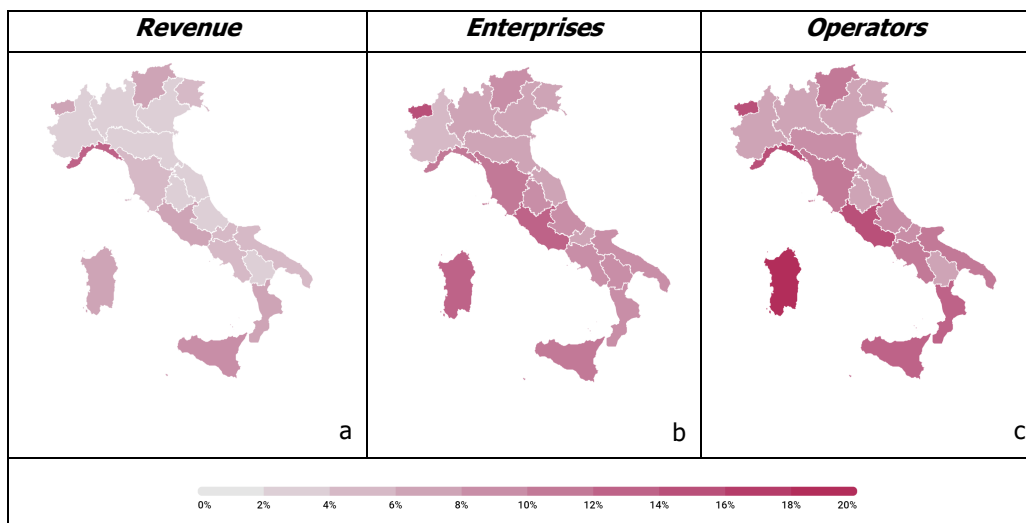 Revenue Enterprises Operators
a b c
0% 2% 4% 6% 8% 10% 12% 14% 16% 18% 20%